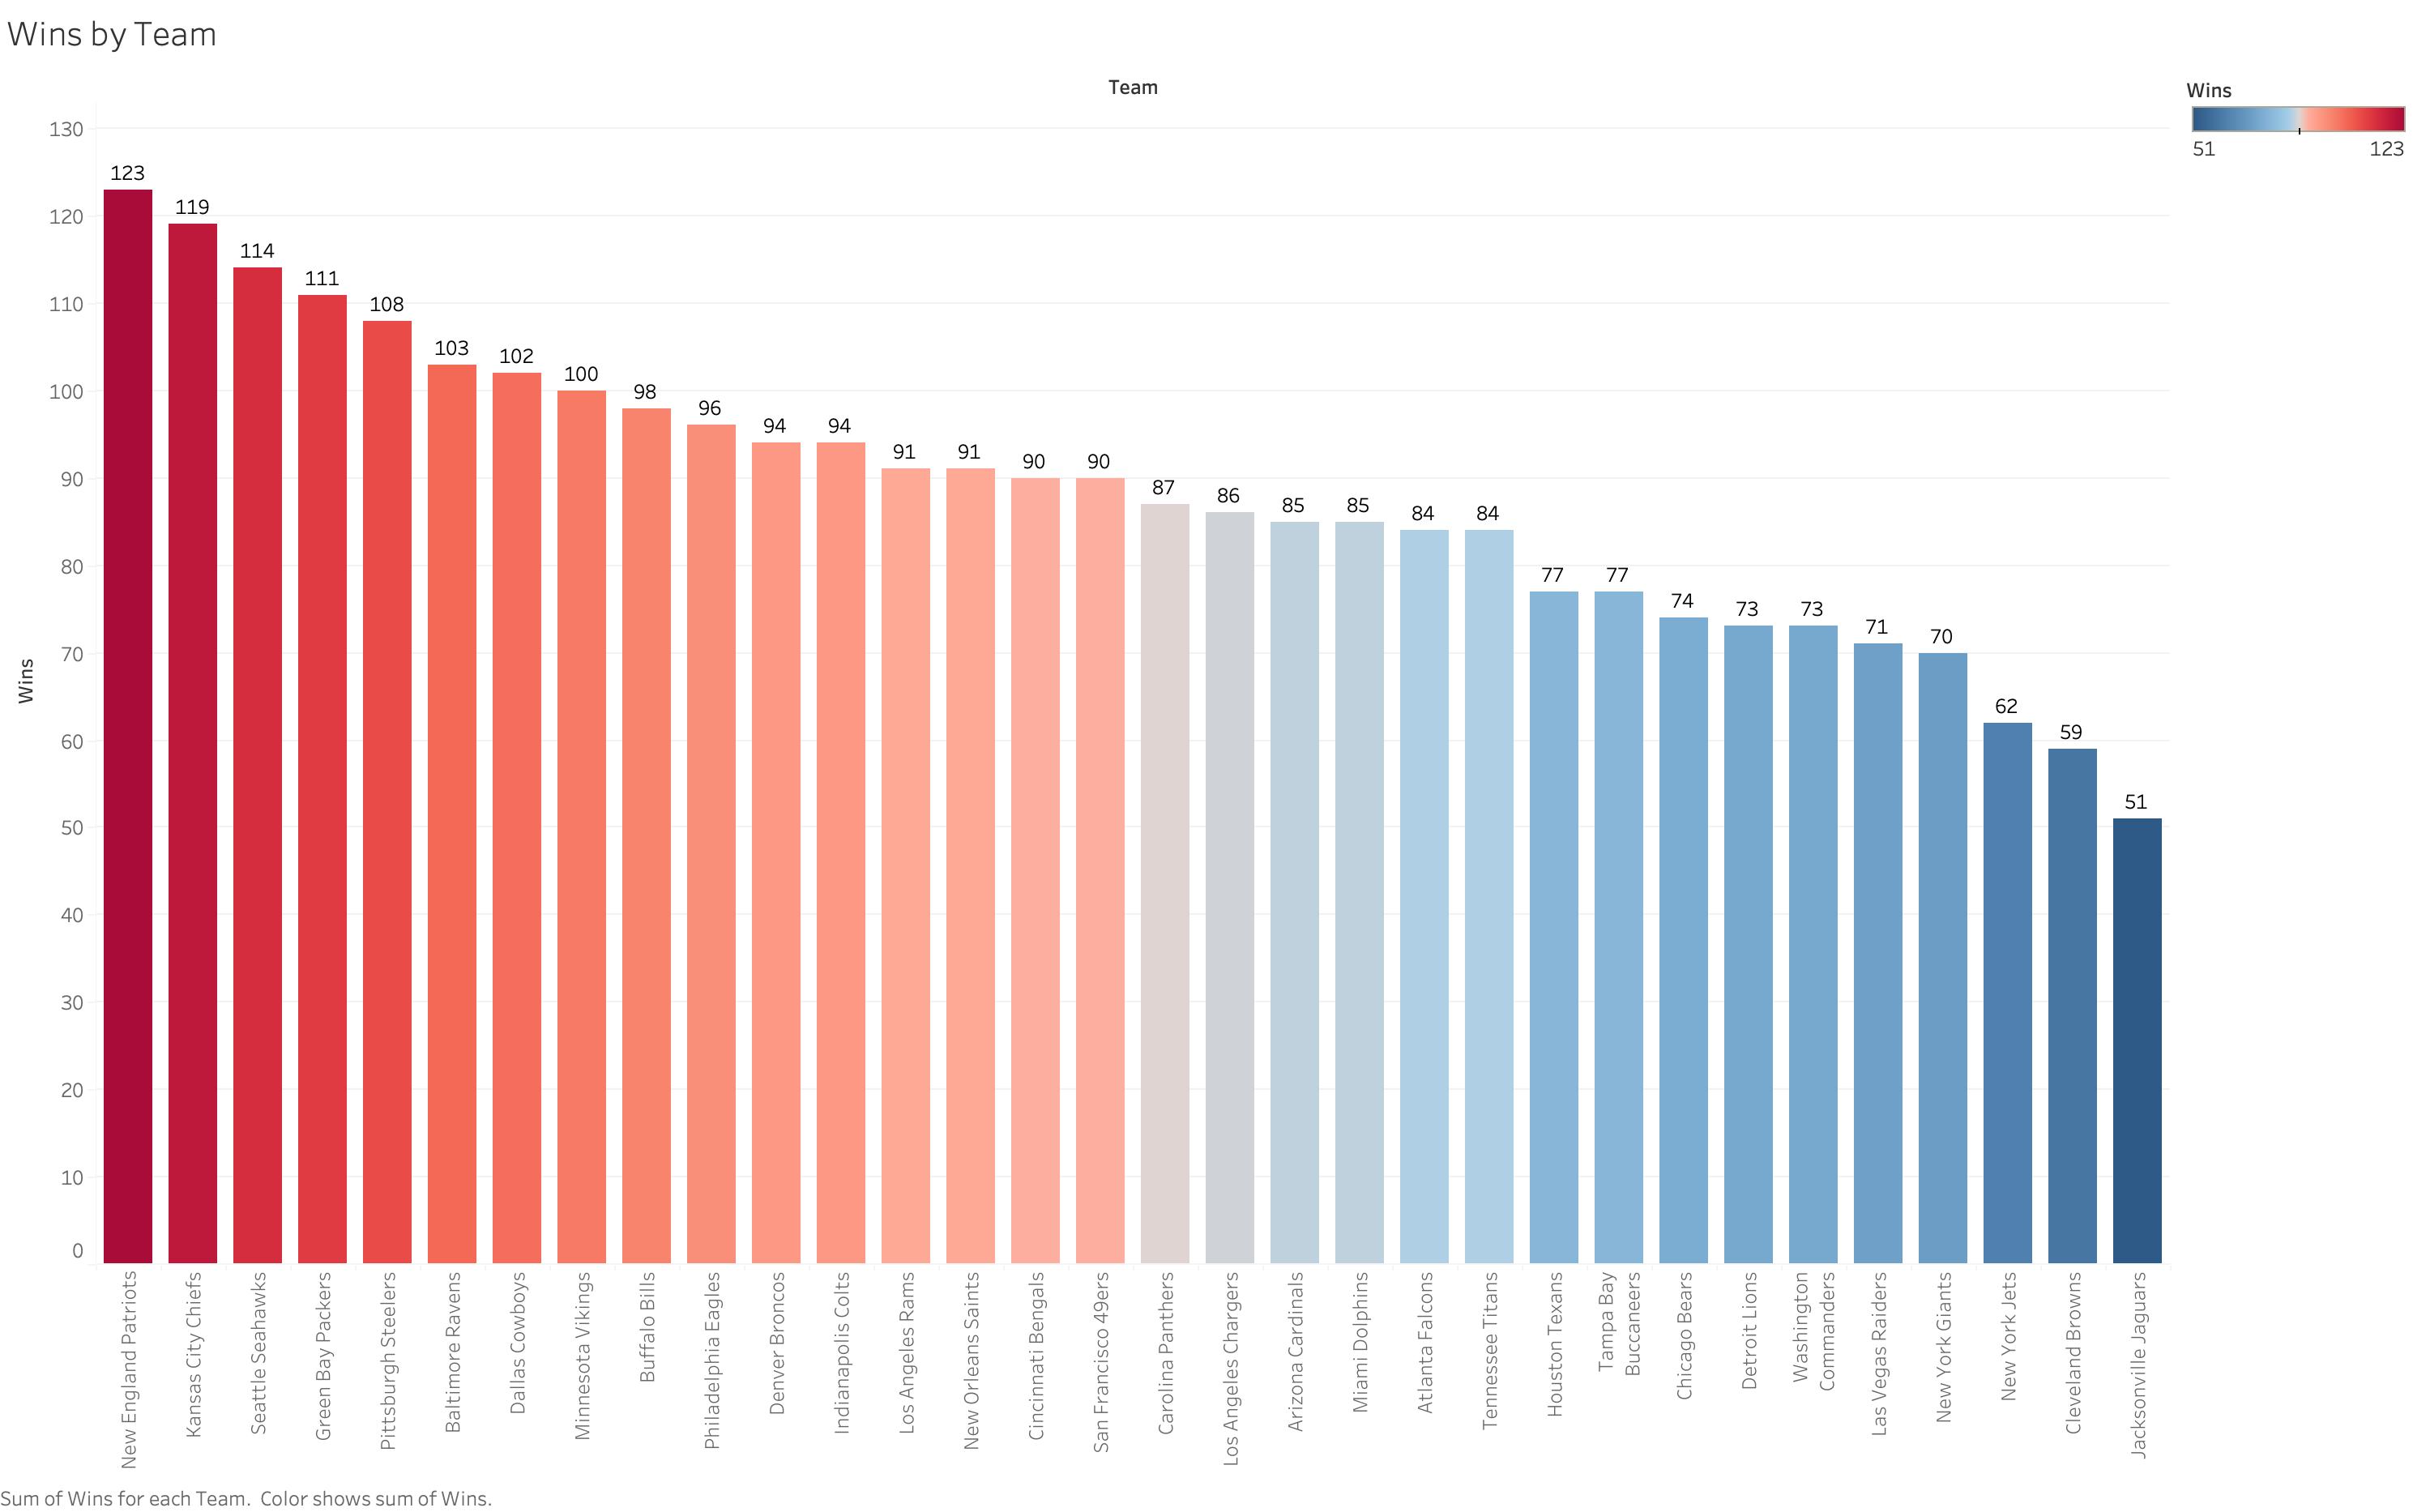 Wins by Team
Team
Wins
51 123
130
120
110
100
90
80
70
60
50
40
30
20
10
0
Wins
123
119
114
111
108
103
102
100
98
96
94
94
91
91
90
90
87
86
85
85
84
84
77
77
74
73
73
71
70
62
59
51
New England Patriots
Kansas City Chiefs
Seattle Seahawks
Green Bay Packers
Pittsburgh Steelers
Baltimore Ravens
Dallas Cowboys
Minnesota Vikings
Buffalo Bills
Philadelphia Eagles
Denver Broncos
Indianapolis Colts
Los Angeles Rams
New Orleans Saints
Cincinnati Bengals
San Francisco 49ers
Carolina Panthers
Los Angeles Chargers
Arizona Cardinals
Miami Dolphins
Atlanta Falcons
Tennessee Titans
Houston Texans
Tampa Bay
Buccaneers
Chicago Bears
Detroit Lions
Washington
Commanders
Las Vegas Raiders
New York Giants
New York Jets
Cleveland Browns
Jacksonville Jaguars
Sum of Wins for each Team.  Color shows sum of Wins.